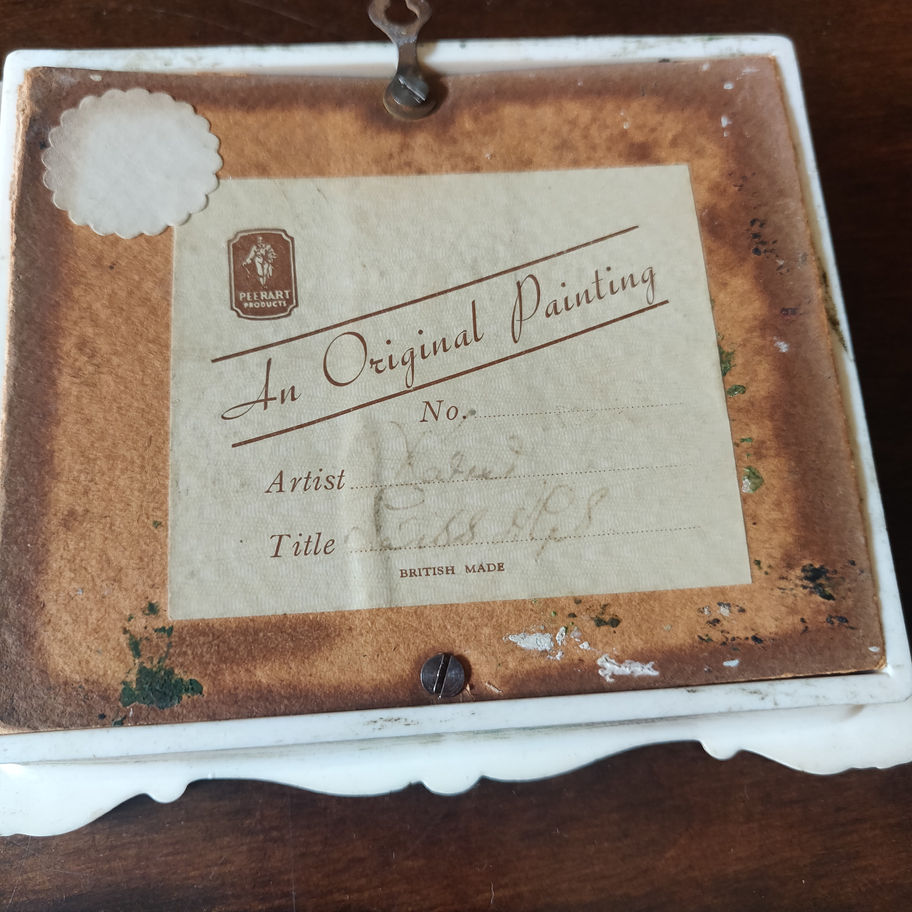 PEERART
PRODUCTS
An Original Painting
No.
Artist
Title
BRITISH MADE